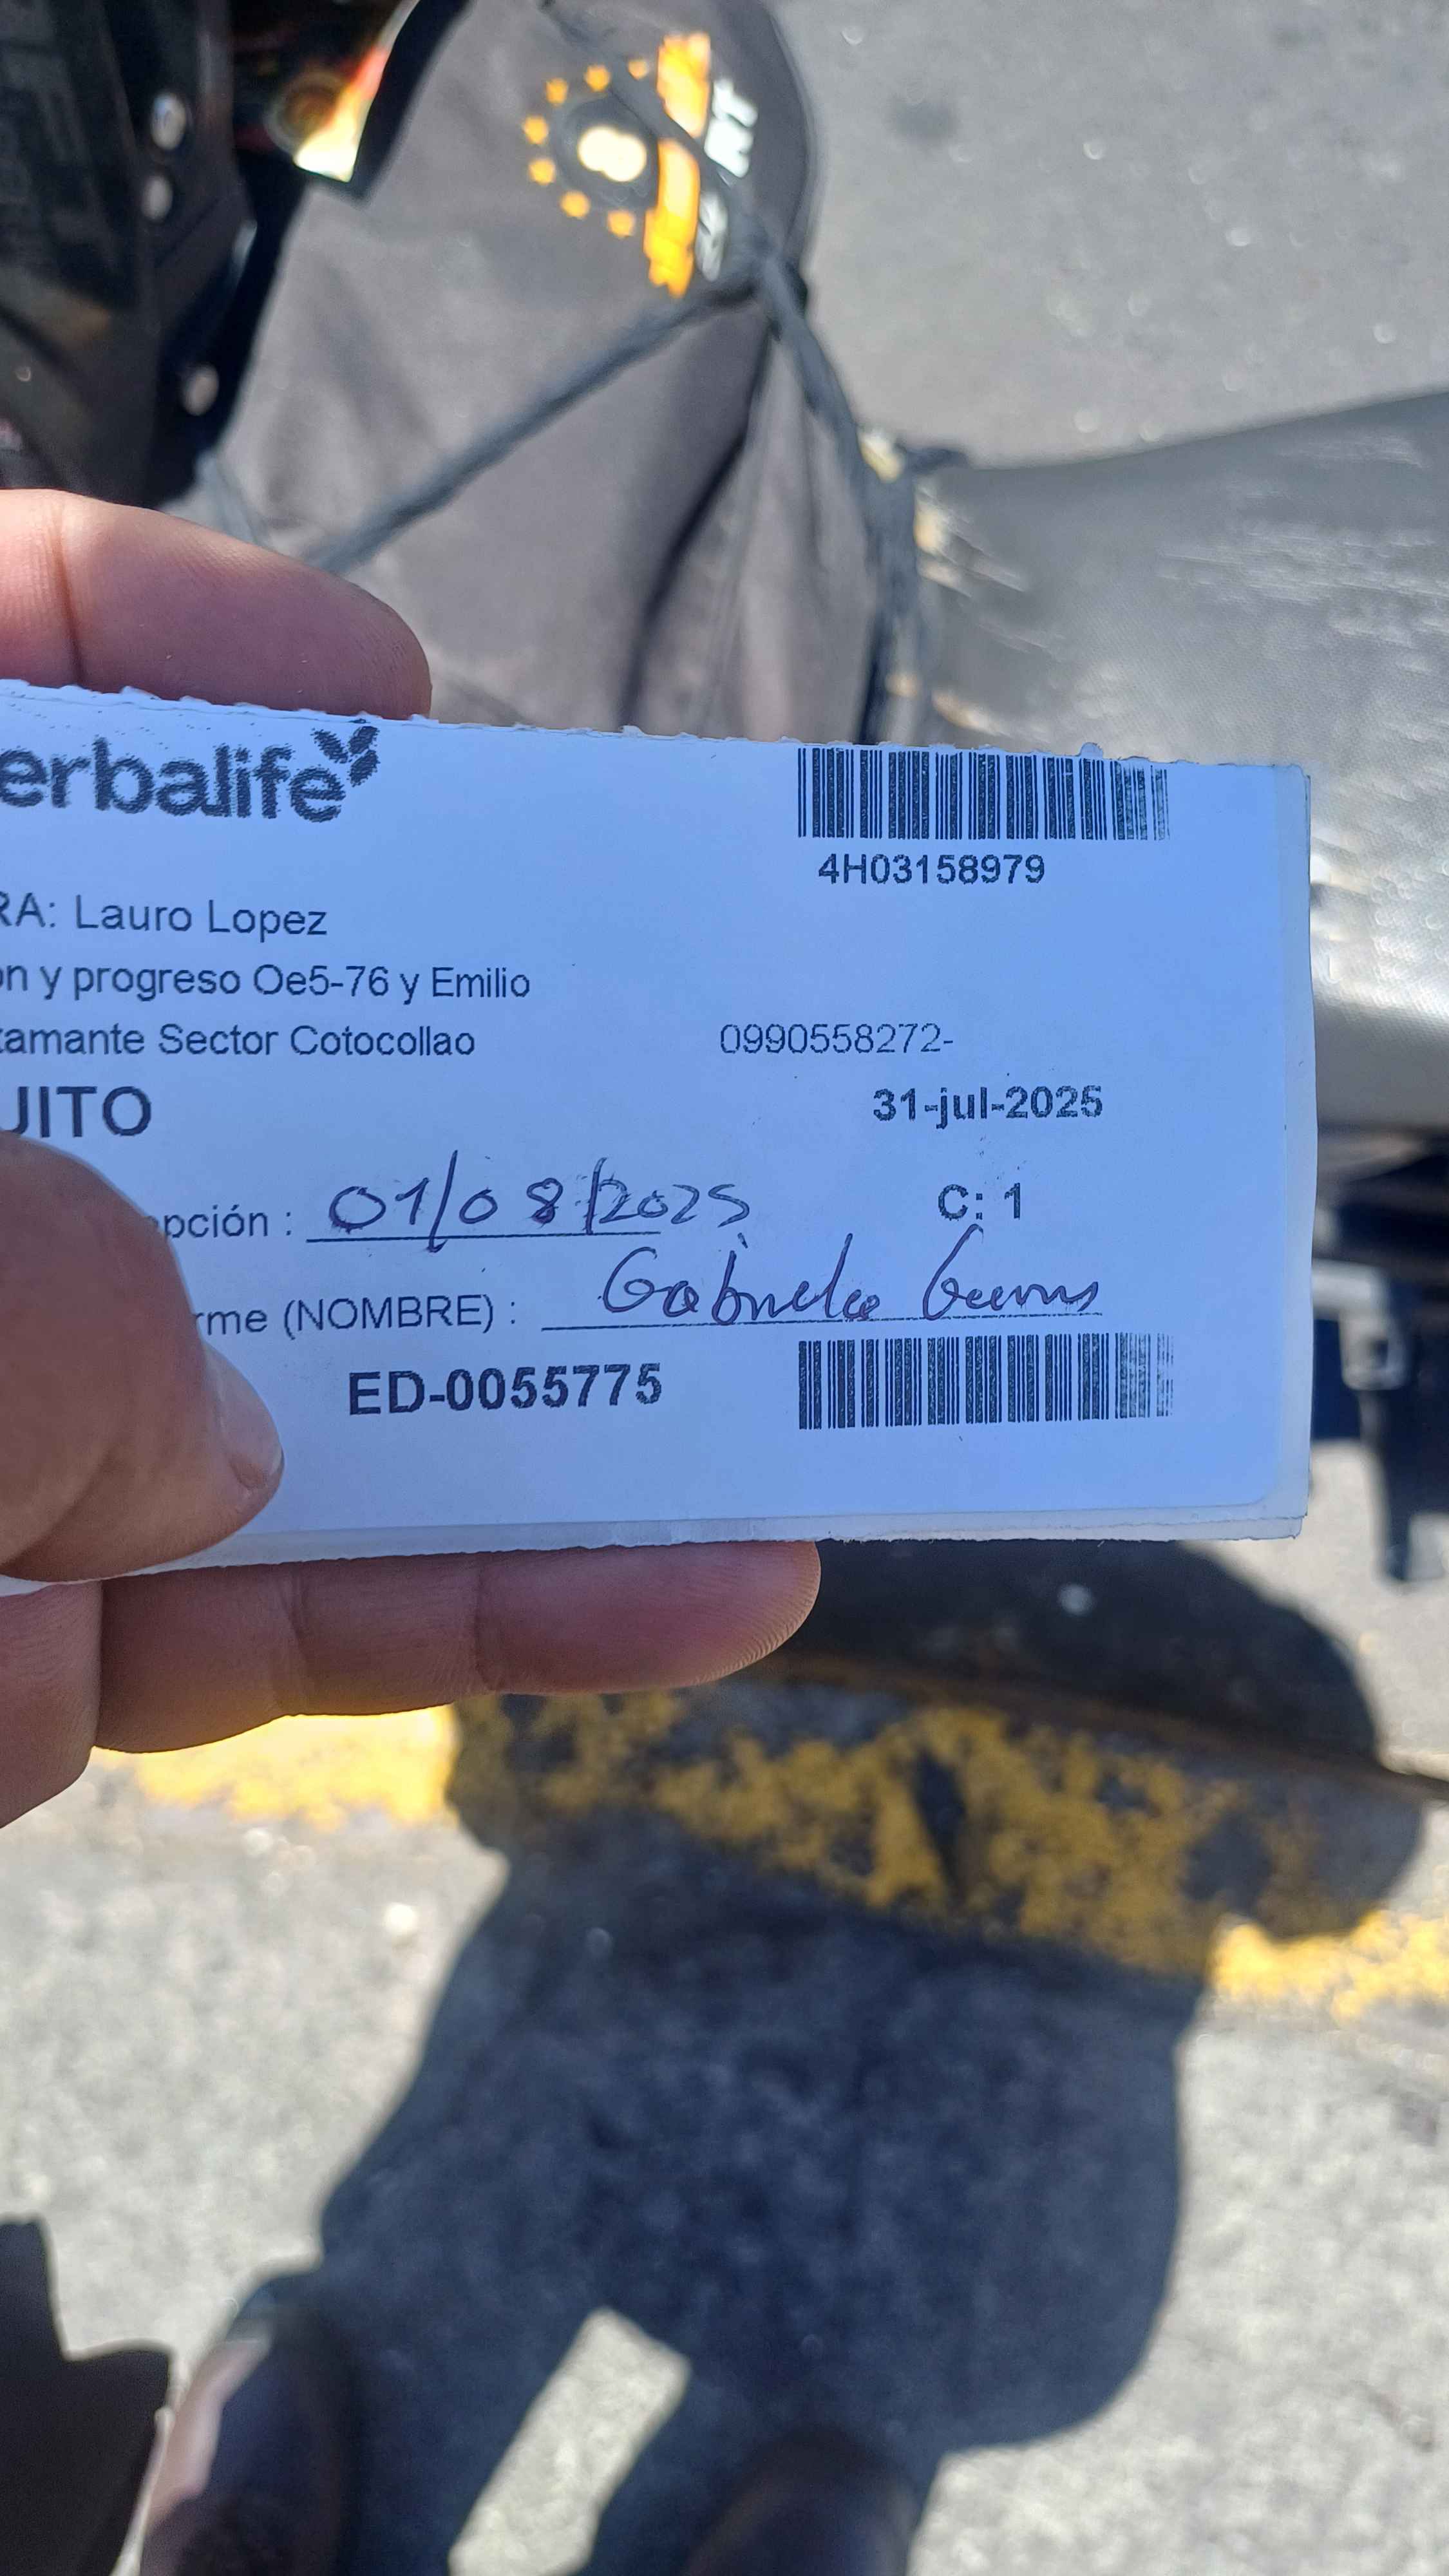 erbalife
4H03158979
RA: Lauro Lopez
on y progreso Oe5-76 y Emilio
tamante Sector Cotocollao 0990558272-
UITO 31-jul-2025
pción : 01/08/2025 C: 1
rme (NOMBRE) : Gabriela
ED-0055775